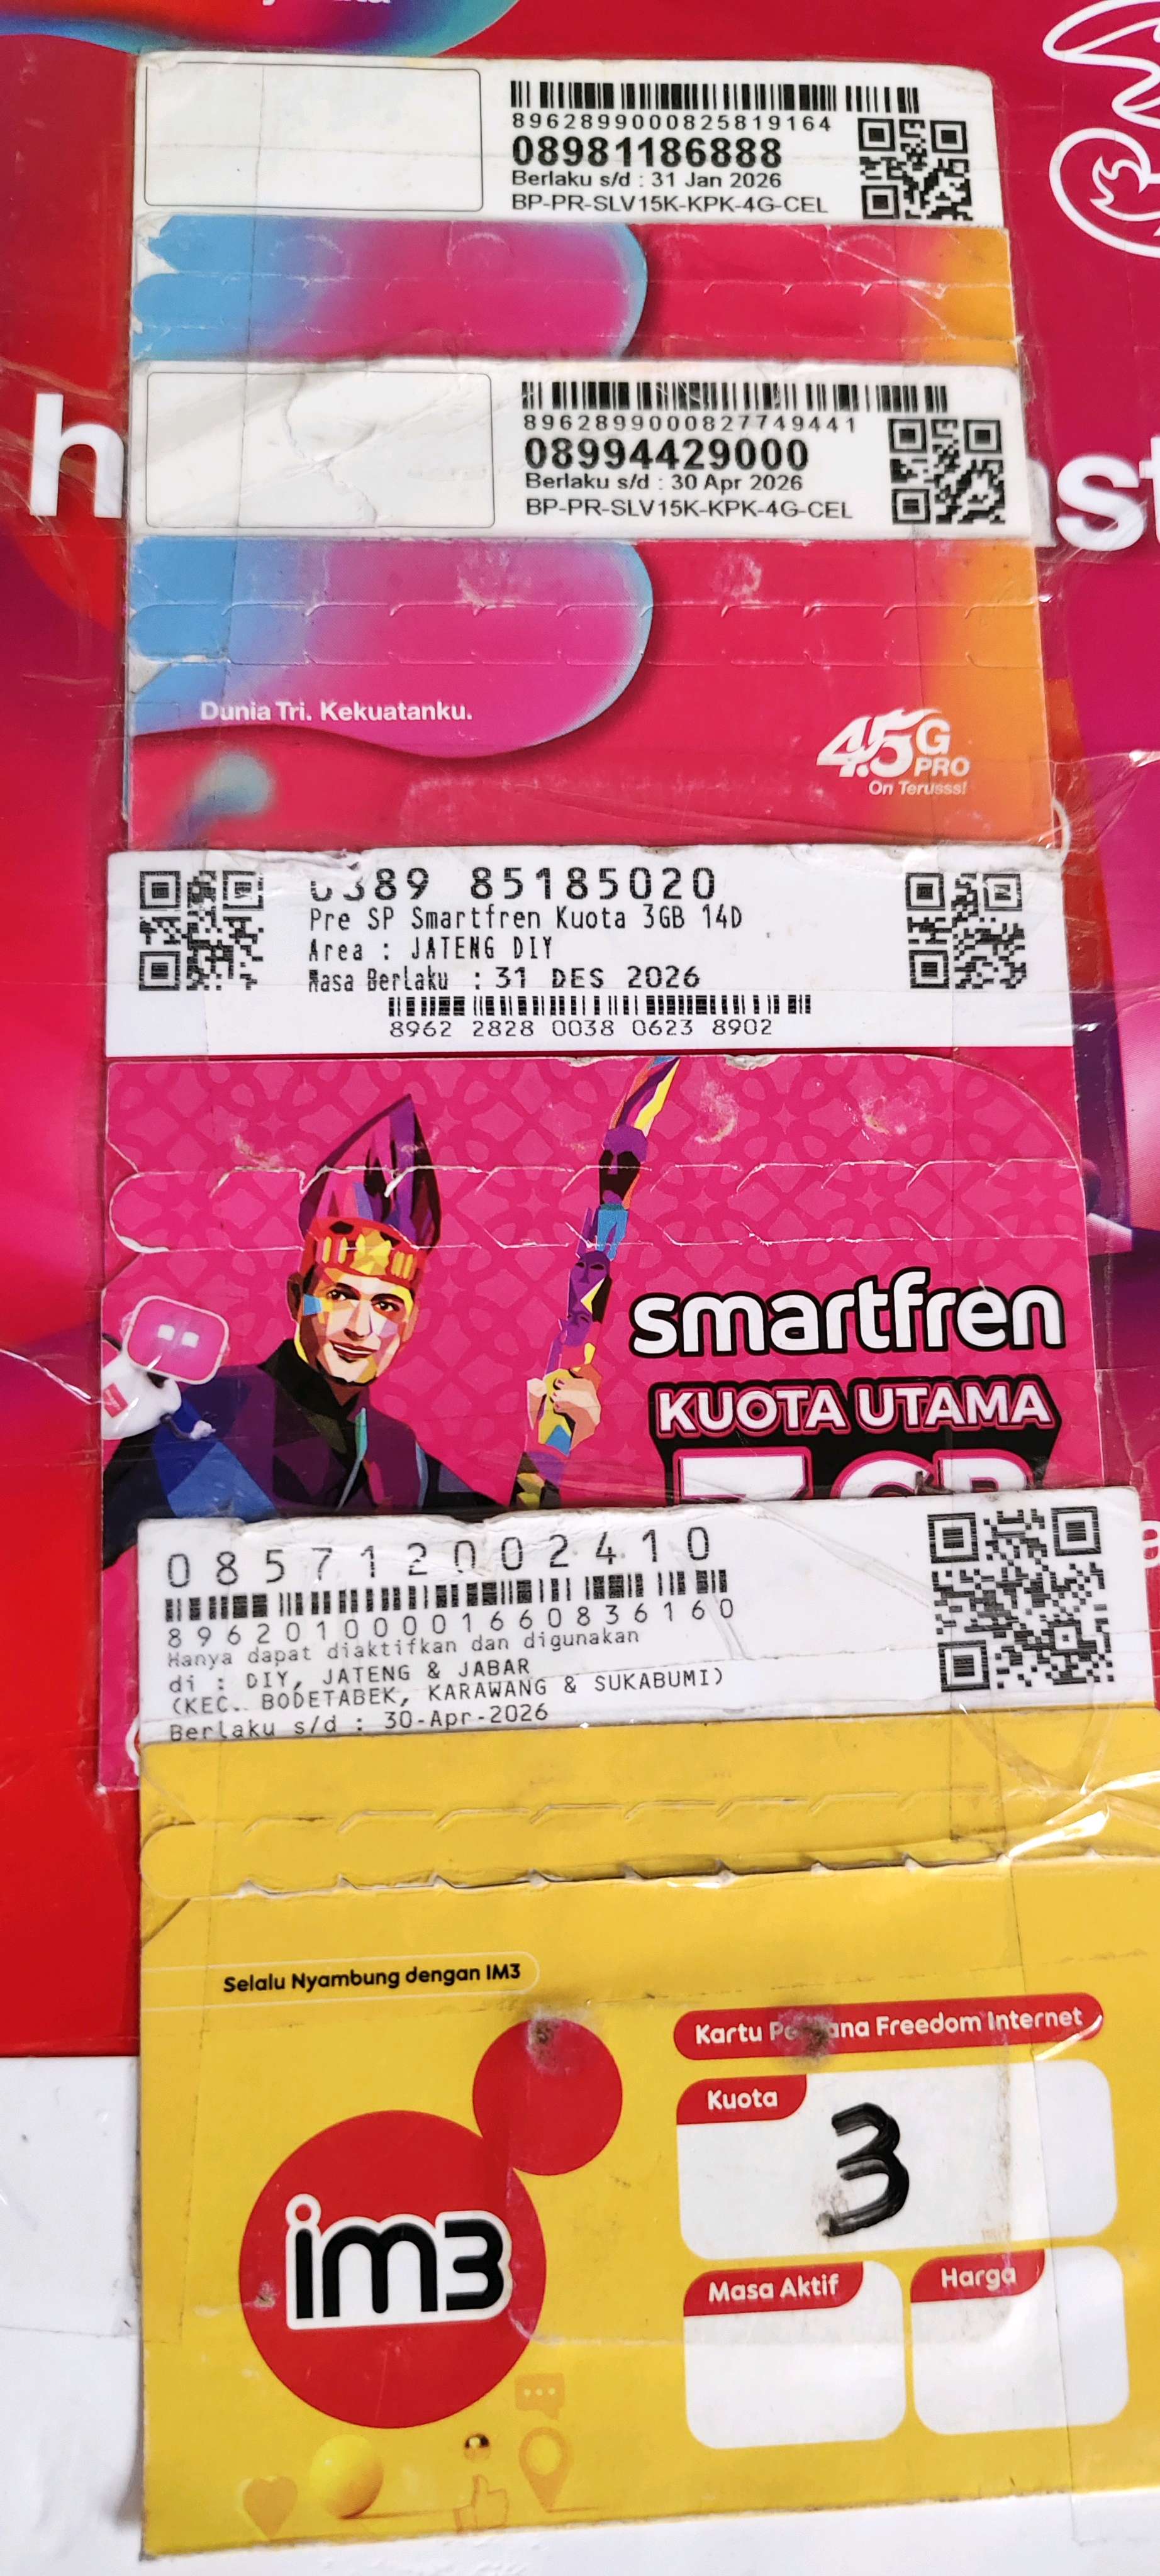 8962899000825819164
08981186888
Berlaku s/d : 31 Jan 2026
BP-PR-SLV15K-KPK-4G-CEL
8962899000827749441
08994429000
Berlaku s/d : 30 Apr 2026
BP-PR-SLV15K-KPK-4G-CEL
h
st
Dunia Tri. Kekuatanku.
4.5G PRO
On Terusss!
85185020
Pre SP Smartfren Kuota 3GB 14D
Area : JATENG DIY
Masa Berlaku : 31 DES 2026
8962 2828 0038 0623 8902
smartfren
KUOTA UTAMA
085712002410
89620100001660836160
Hanya dapat diaktifkan dan digunakan
di : DIY, JATENG & JABAR
(KEC. BODETABEK, KARAWANG & SUKABUMI)
Berlaku s/d : 30-Apr-2026
Selalu Nyambung dengan IM3
Kartu Perdana Freedom Internet
Kuota
3
im3
Masa Aktif
Harga